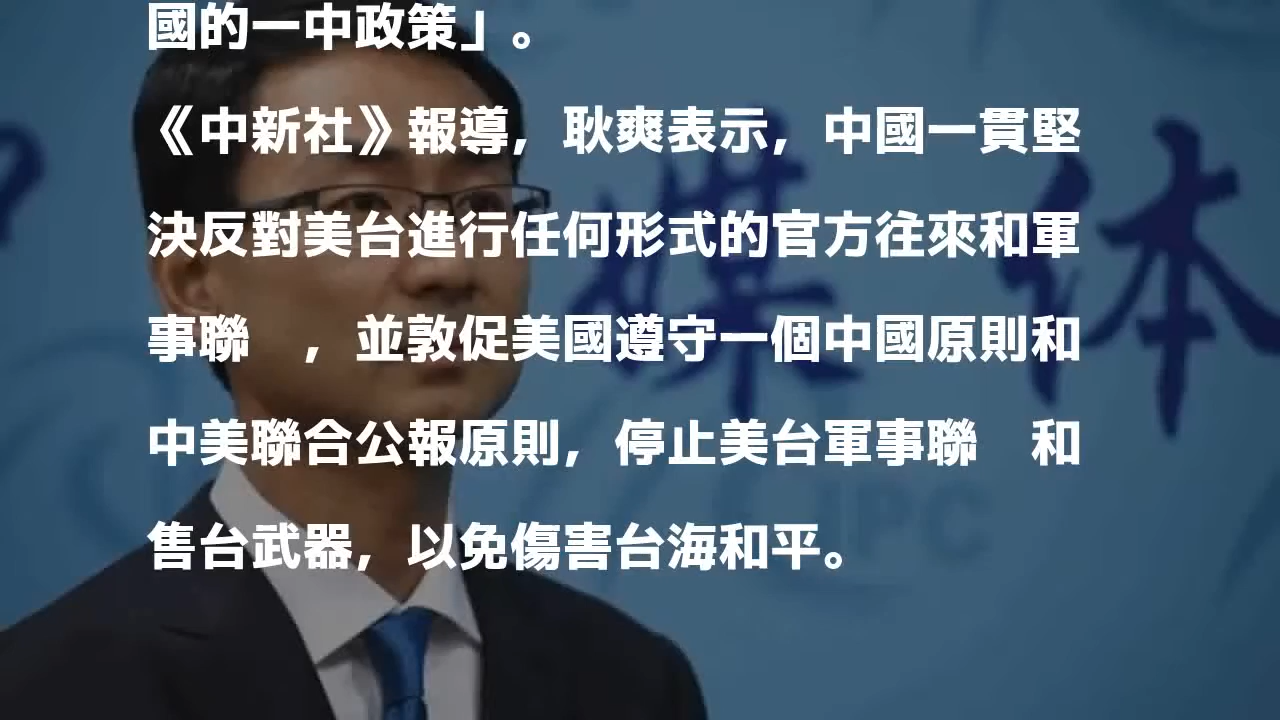 國的一中政策」。
《中新社》報導，耿爽表示，中國一貫堅
決反對美台進行任何形式的官方往來和軍
事聯　，並敦促美國遵守一個中國原則和
中美聯合公報原則，停止美台軍事聯　和
售台武器，以免傷害台海和平。
媒体
IPC